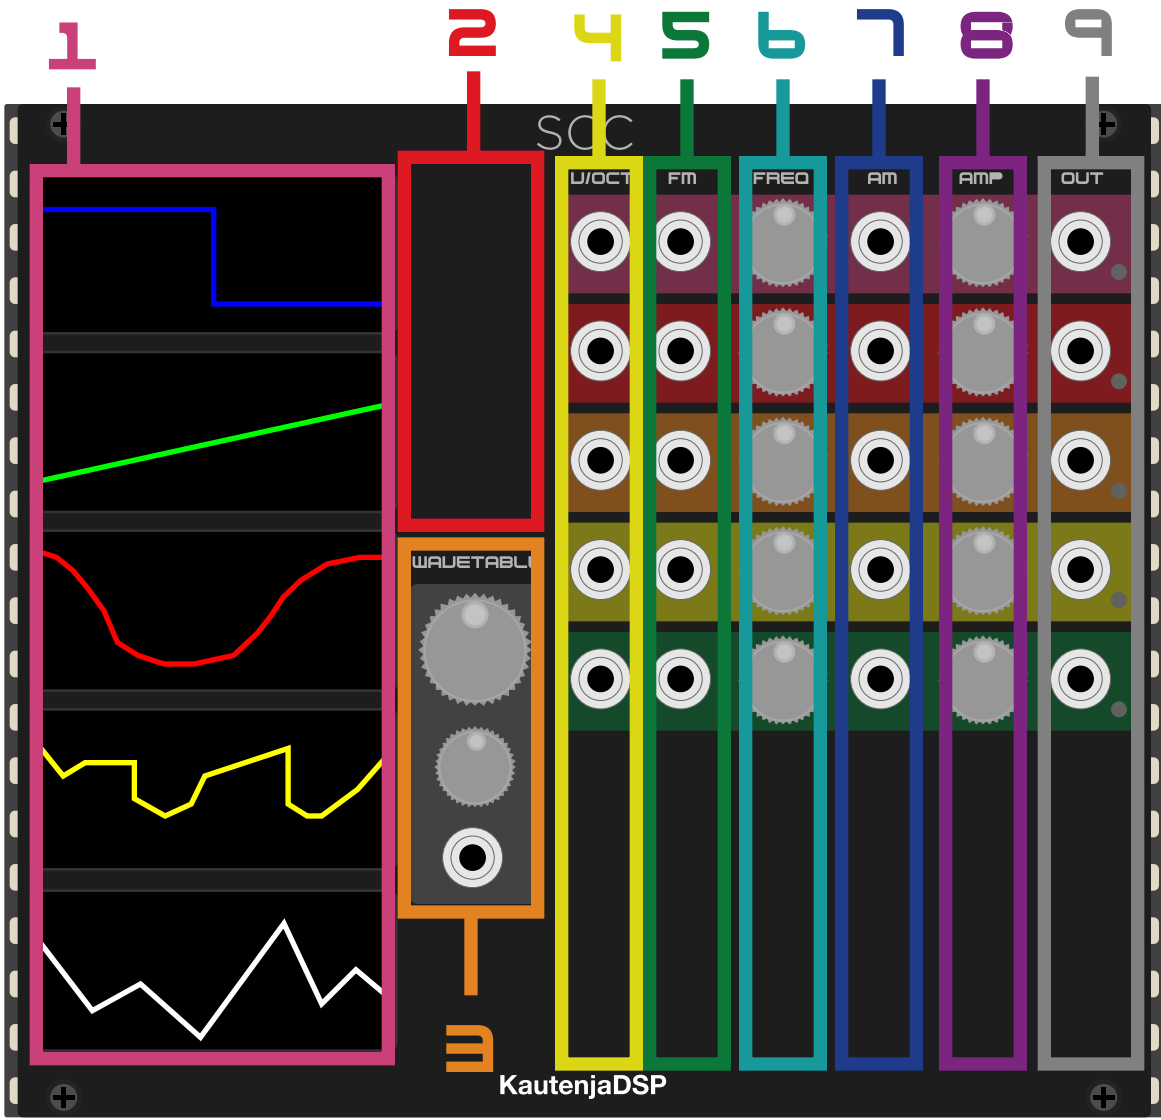 1 2 4 5 6 7 8 9
SCC
V/OCT FM FREQ AM AMP OUT
WAVETABL
3
KautenjaDSP